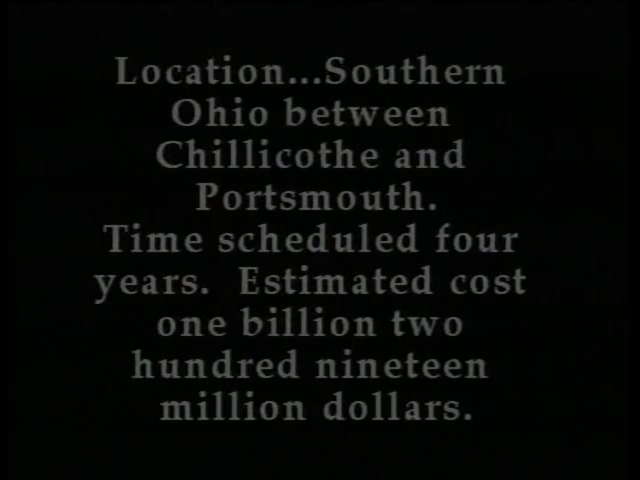 Location...Southern
Ohio between
Chillicothe and
Portsmouth.
Time scheduled four
years.  Estimated cost
one billion two
hundred nineteen
million dollars.